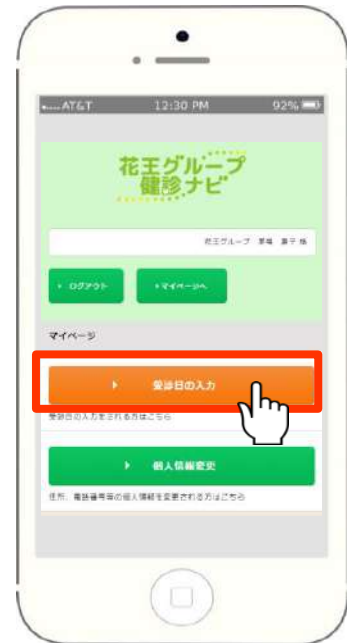 AT&T 12:30 PM 92%
花王グループ
健診ナビ
花王グループ 茅場 夏子 様
ログアウト マイページへ
マイページ
受診日の入力
受診日の入力をされる方はこちら
個人情報変更
住所、電話番号等の個人情報を変更される方はこちら